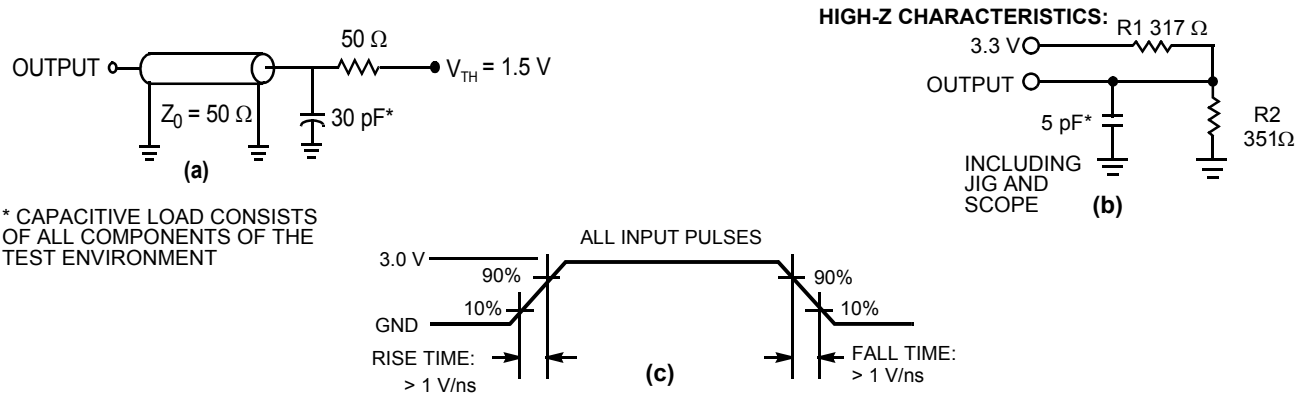 50 Ω
OUTPUT
V_TH = 1.5 V
Z_0 = 50 Ω
30 pF*
(a)
* CAPACITIVE LOAD CONSISTS
OF ALL COMPONENTS OF THE
TEST ENVIRONMENT
HIGH-Z CHARACTERISTICS:
R1 317 Ω
3.3 V
OUTPUT
5 pF*
R2
351Ω
INCLUDING
JIG AND
SCOPE
(b)
ALL INPUT PULSES
3.0 V
90%
90%
10%
10%
GND
RISE TIME:
> 1 V/ns
FALL TIME:
> 1 V/ns
(c)